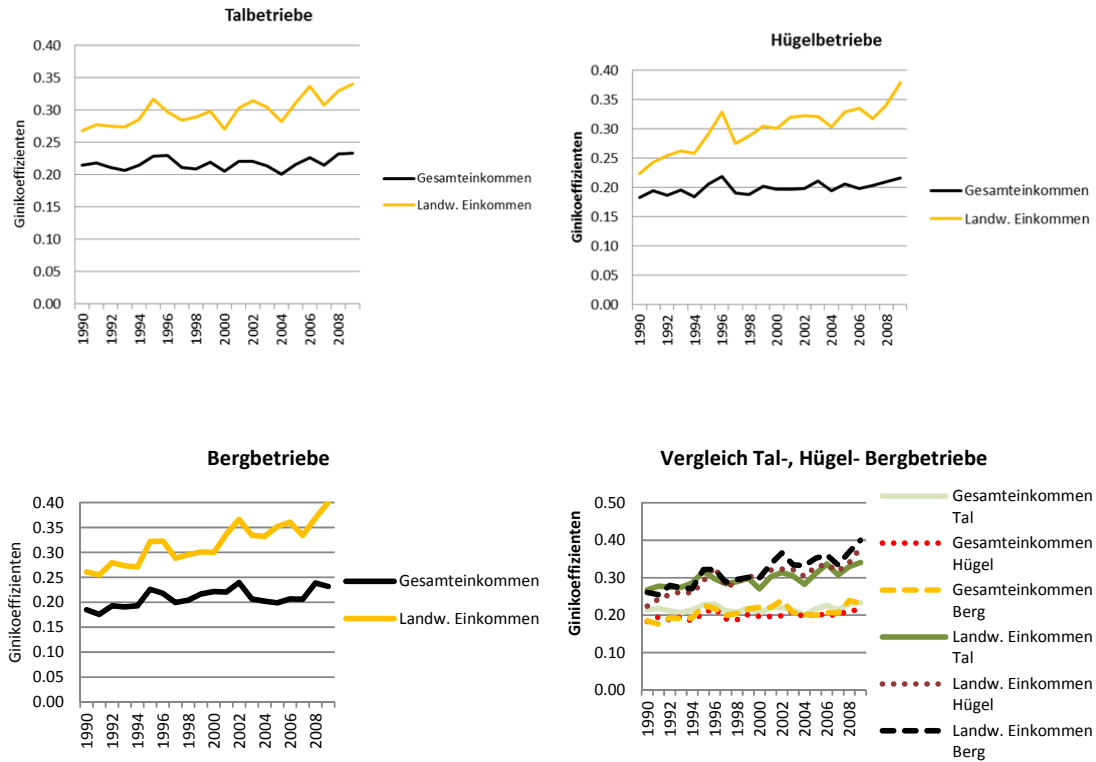 Talbetriebe
Ginikoeffizienten
0.40
0.35
0.30
0.25
0.20
0.15
0.10
0.05
0.00
1990
1992
1994
1996
1998
2000
2002
2004
2006
2008
Gesamteinkommen
Landw. Einkommen
Hügelbetriebe
Ginikoeffizienten
0.40
0.35
0.30
0.25
0.20
0.15
0.10
0.05
0.00
1990
1992
1994
1996
1998
2000
2002
2004
2006
2008
Gesamteinkommen
Landw. Einkommen
Bergbetriebe
Ginikoeffizienten
0.40
0.35
0.30
0.25
0.20
0.15
0.10
0.05
0.00
1990
1992
1994
1996
1998
2000
2002
2004
2006
2008
Gesamteinkommen
Landw. Einkommen
Vergleich Tal-, Hügel- Bergbetriebe
Ginikoeffizienten
0.50
0.40
0.30
0.20
0.10
0.00
1990
1992
1994
1996
1998
2000
2002
2004
2006
2008
Gesamteinkommen
Tal
Gesamteinkommen
Hügel
Gesamteinkommen
Berg
Landw. Einkommen
Tal
Landw. Einkommen
Hügel
Landw. Einkommen
Berg